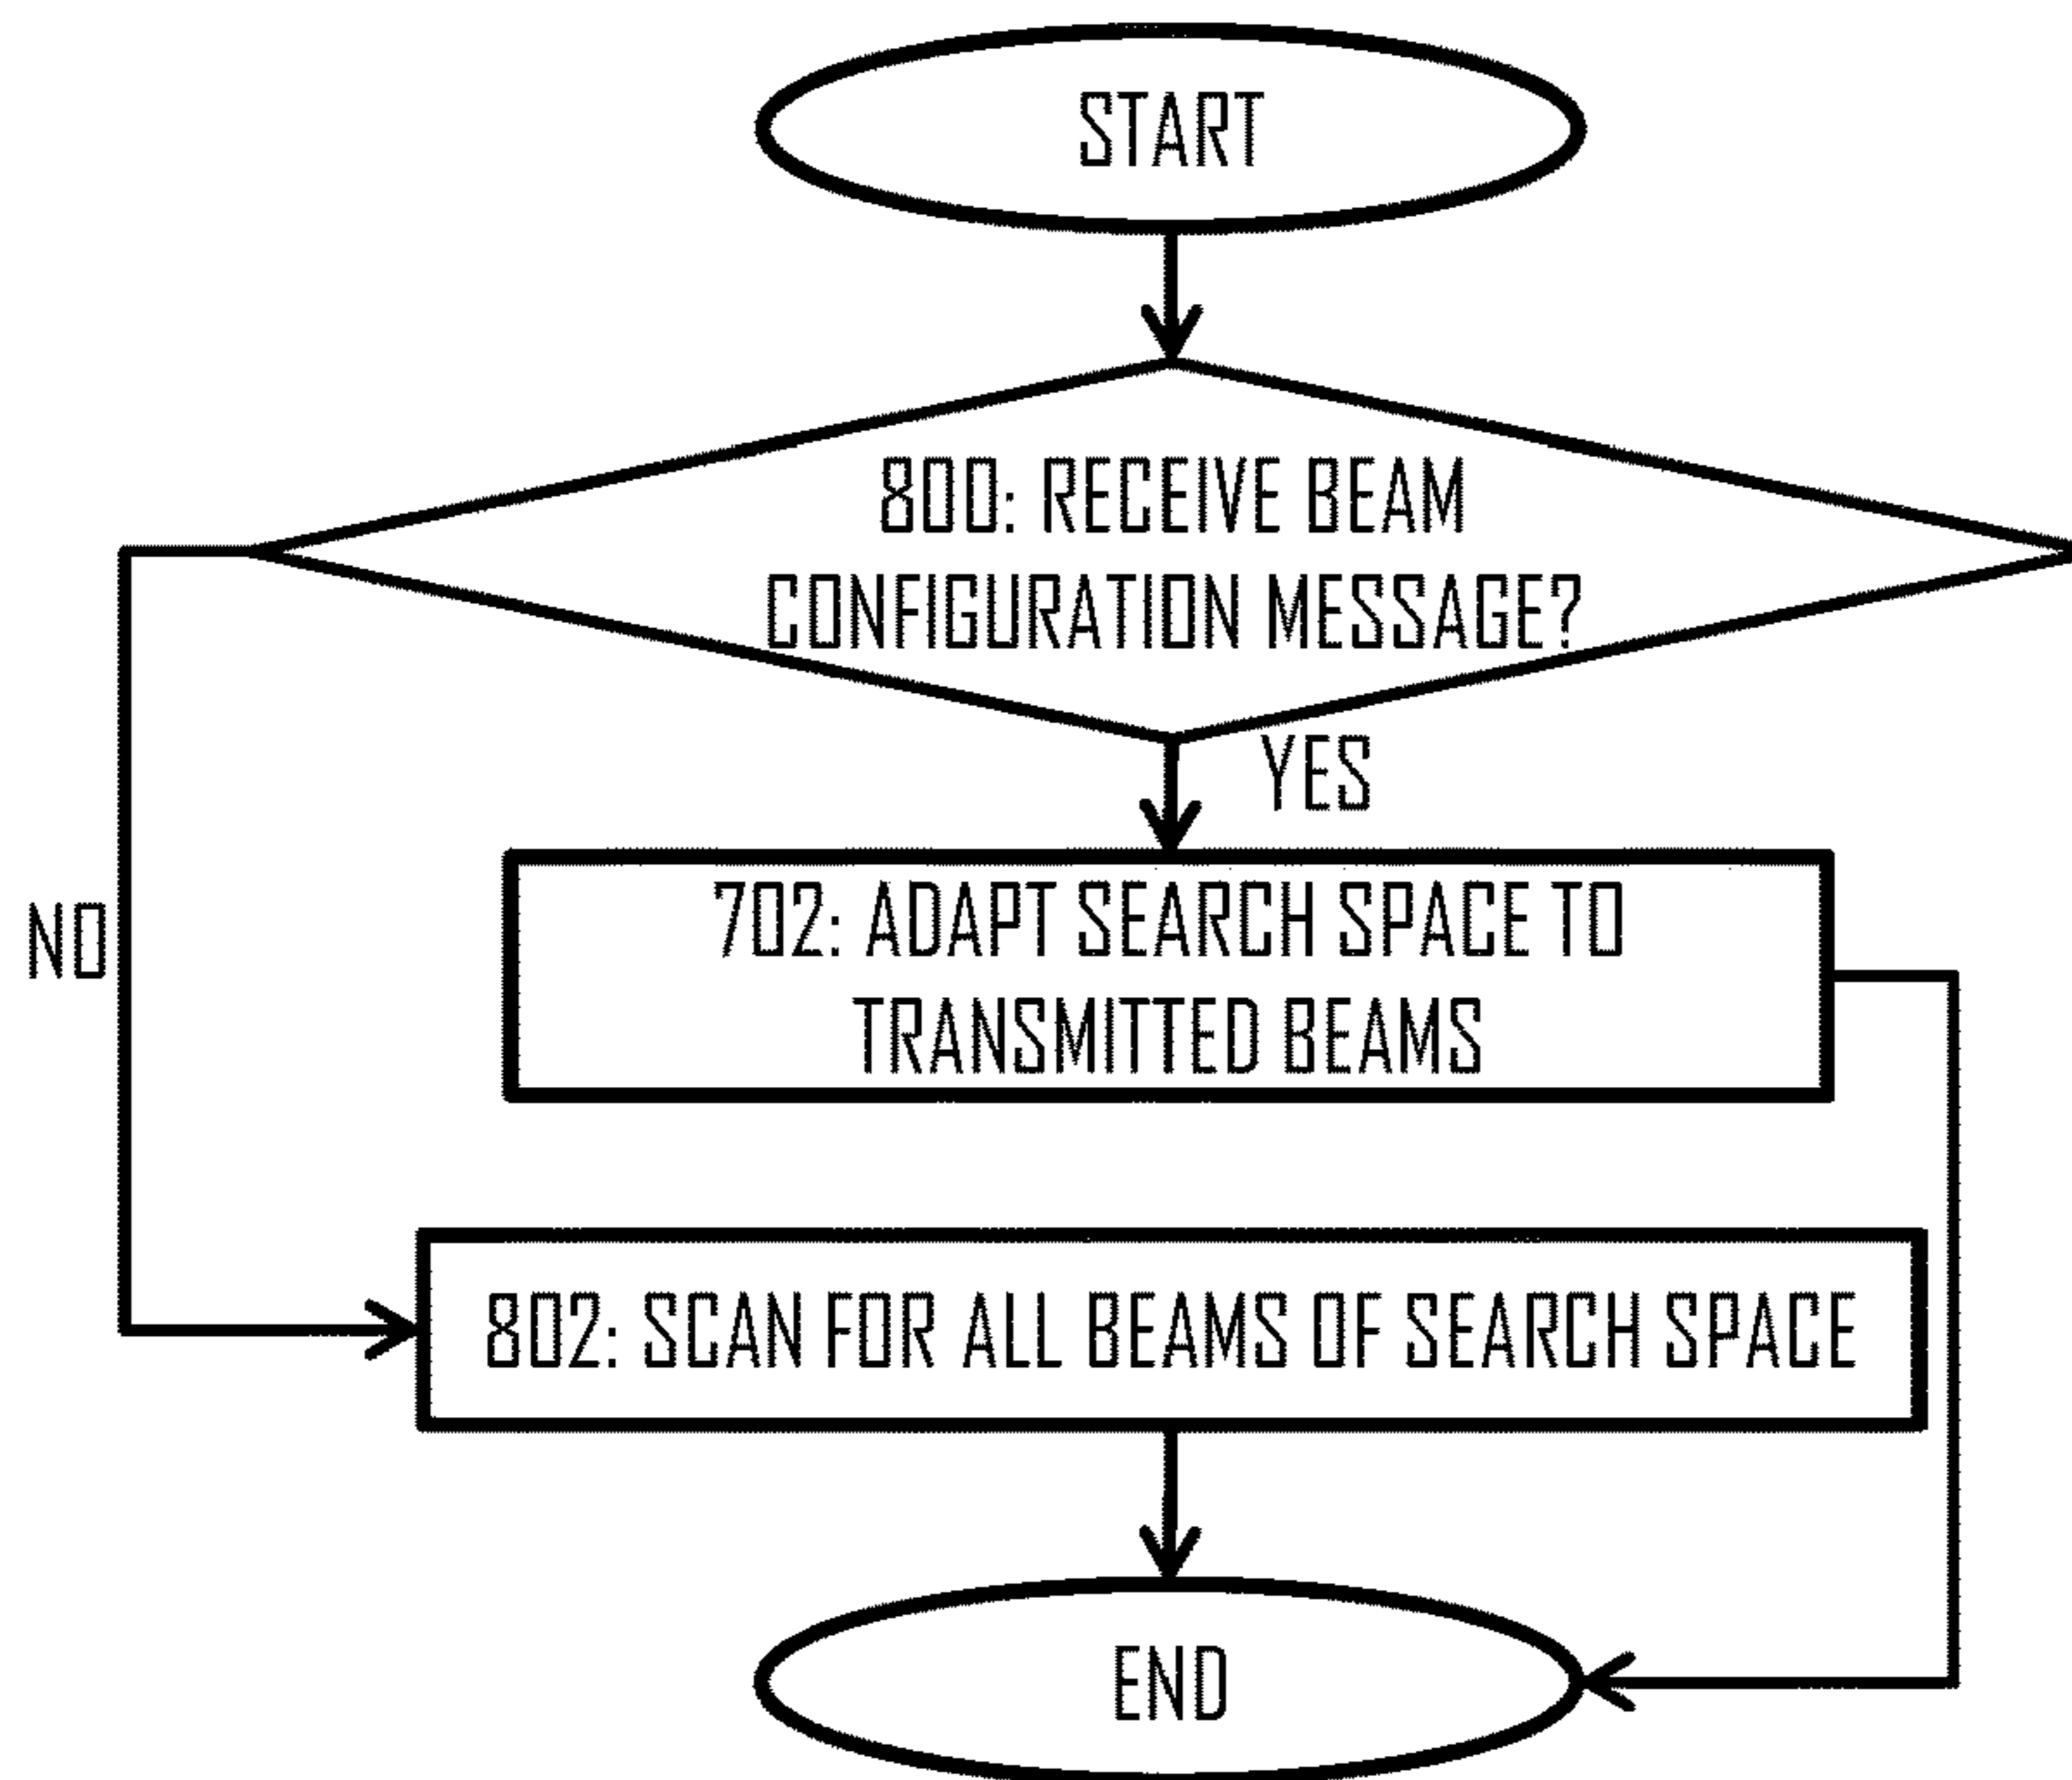 START
800: RECEIVE BEAM
CONFIGURATION MESSAGE?
YES
702: ADAPT SEARCH SPACE TO
TRANSMITTED BEAMS
NO
802: SCAN FOR ALL BEAMS OF SEARCH SPACE
END